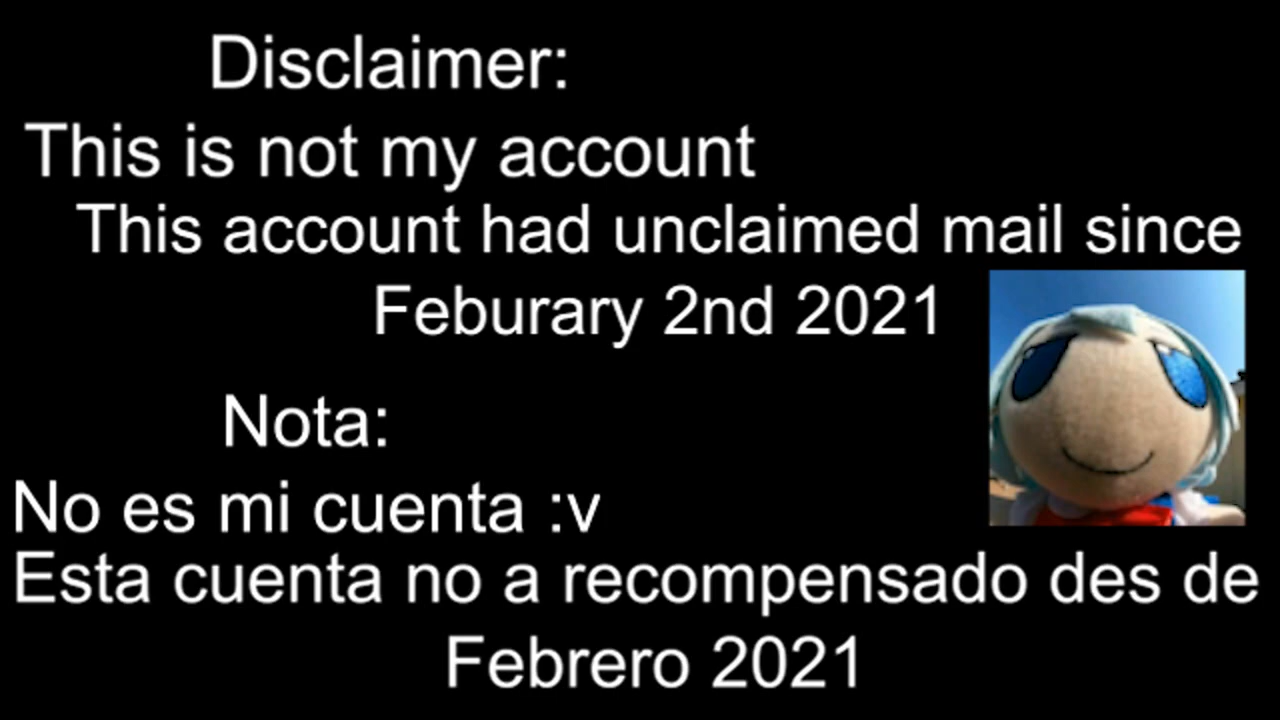 Disclaimer:
This is not my account
This account had unclaimed mail since
Feburary 2nd 2021
Nota:
No es mi cuenta :v
Esta cuenta no a recompensado des de
Febrero 2021